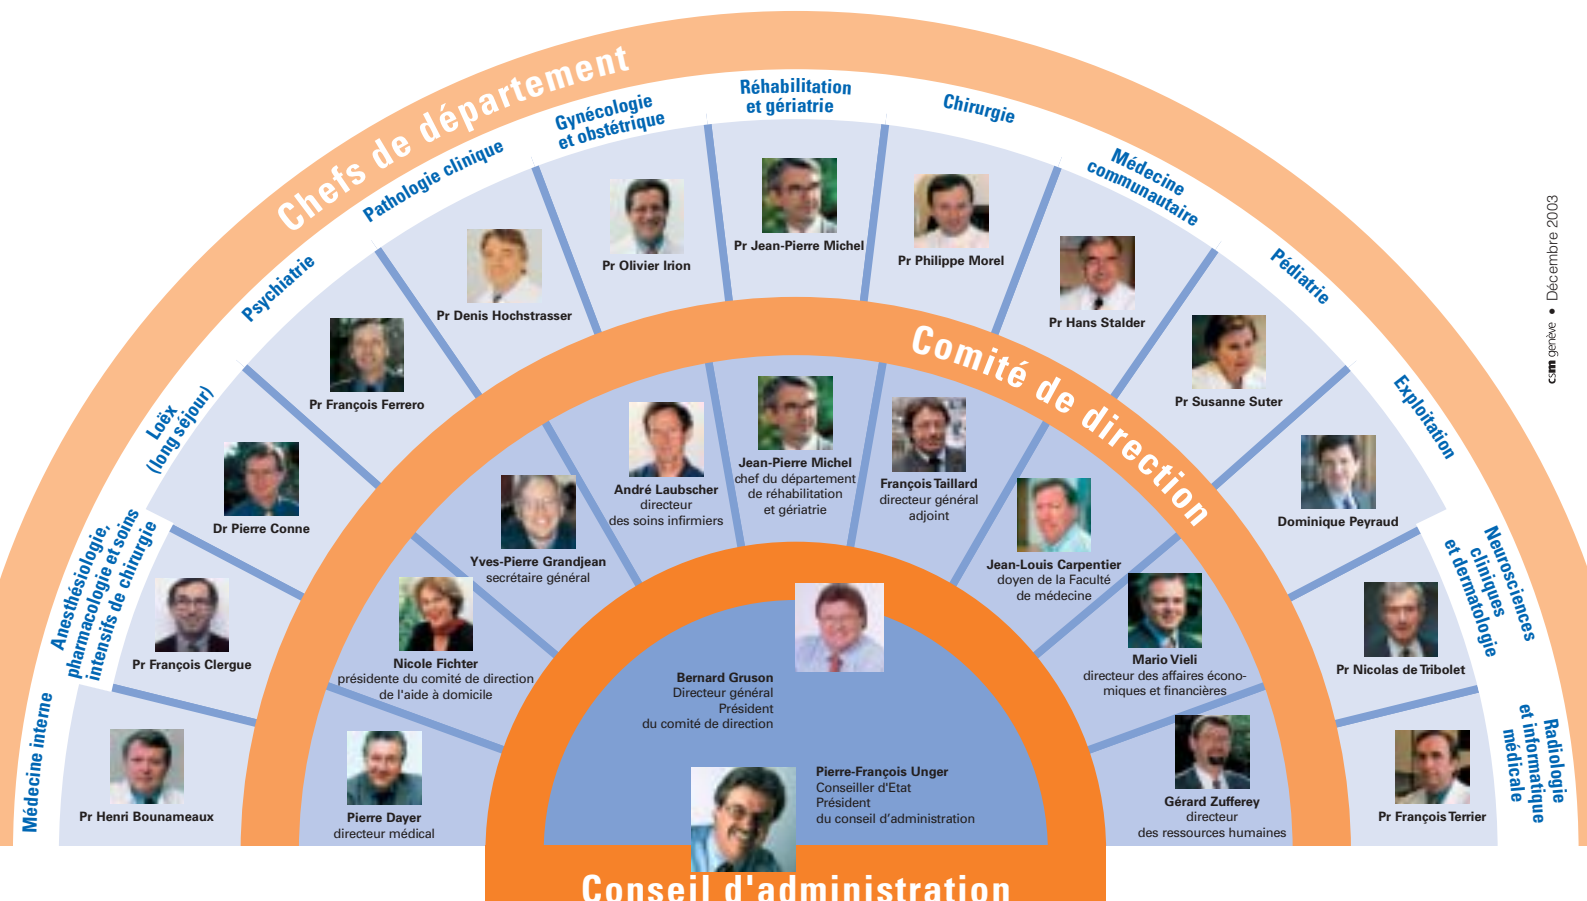 Chefs de département
Médecine interne
Pr Henri Bounameaux
Anesthésiologie,
pharmacologie et soins
intensifs de chirurgie
Pr François Clergue
Loëx
(long séjour)
Dr Pierre Conne
Psychiatrie
Pr François Ferrero
Pathologie clinique
Pr Denis Hochstrasser
Gynécologie
et obstétrique
Pr Olivier Irion
Réhabilitation
et gériatrie
Pr Jean-Pierre Michel
Chirurgie
Pr Philippe Morel
Médecine
communautaire
Pr Hans Stalder
Pédiatrie
Pr Susanne Suter
Exploitation
Dominique Peyraud
Neurosciences
cliniques
et dermatologie
Pr Nicolas de Tribolet
Radiologie
et informatique
médicale
Pr François Terrier
Comité de direction
Pierre Dayer
directeur médical
Nicole Fichter
présidente du comité de direction
de l'aide à domicile
Yves-Pierre Grandjean
secrétaire général
André Laubscher
directeur
des soins infirmiers
Jean-Pierre Michel
chef du département
de réhabilitation
et gériatrie
François Taillard
directeur général
adjoint
Jean-Louis Carpentier
doyen de la Faculté
de médecine
Mario Vieli
directeur des affaires écono-
miques et financières
Gérard Zufferey
directeur
des ressources humaines
Bernard Gruson
Directeur général
Président
du comité de direction
Pierre-François Unger
Conseiller d'Etat
Président
du conseil d'administration
Conseil d'administration
csm genève • Décembre 2003